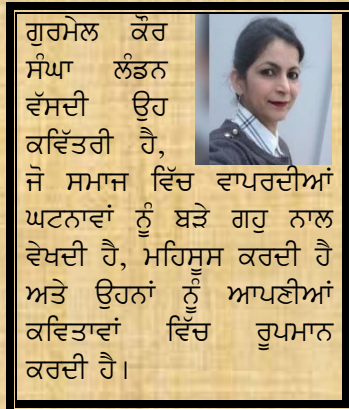 ਗੁਰਮੇਲ ਕੌਰ
ਸੰਘਾ ਲੰਡਨ
ਵੱਸਦੀ ਉਹ
ਕਵਿੱਤਰੀ ਹੈ,
ਜੋ ਸਮਾਜ ਵਿੱਚ ਵਾਪਰਦੀਆਂ
ਘਟਨਾਵਾਂ ਨੂੰ ਬੜੇ ਗਹੁ ਨਾਲ
ਵੇਖਦੀ ਹੈ, ਮਹਿਸੂਸ ਕਰਦੀ ਹੈ
ਅਤੇ ਉਹਨਾਂ ਨੂੰ ਆਪਣੀਆਂ
ਕਵਿਤਾਵਾਂ ਵਿੱਚ ਰੂਪਮਾਨ
ਕਰਦੀ ਹੈ।